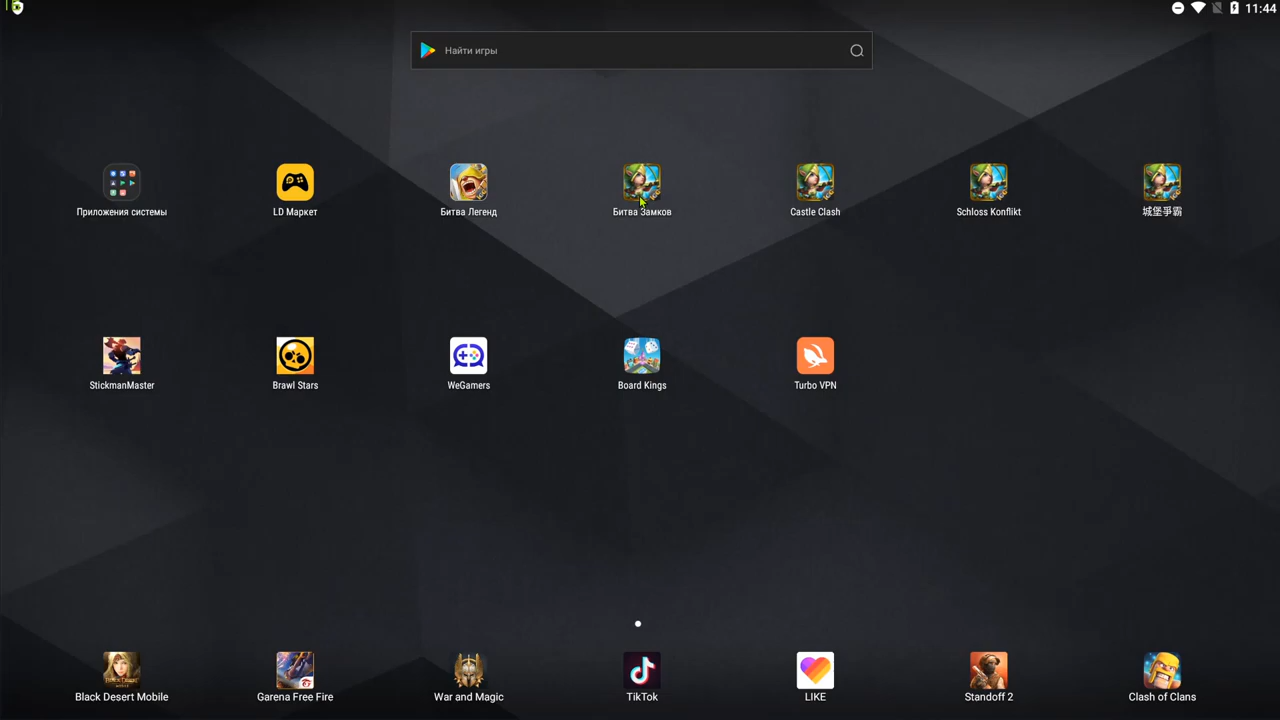 11:44
Найти игры
Приложения системы
LD Маркет
Битва Легенд
Битва Замков
Castle Clash
Schloss Konflikt
城堡爭霸
StickmanMaster
Brawl Stars
WeGamers
Board Kings
Turbo VPN
Black Desert Mobile
Garena Free Fire
War and Magic
TikTok
LIKE
Standoff 2
Clash of Clans